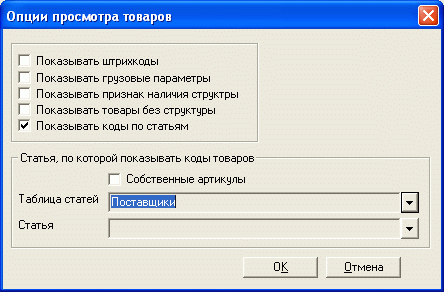 Опции просмотра товаров
Показывать штрихкоды
Показывать грузовые параметры
Показывать признак наличия структры
Показывать товары без структуры
Показывать коды по статьям
Статья, по которой показывать коды товаров
Собственные артикулы
Таблица статей Поставщики
Статья
OK Отмена